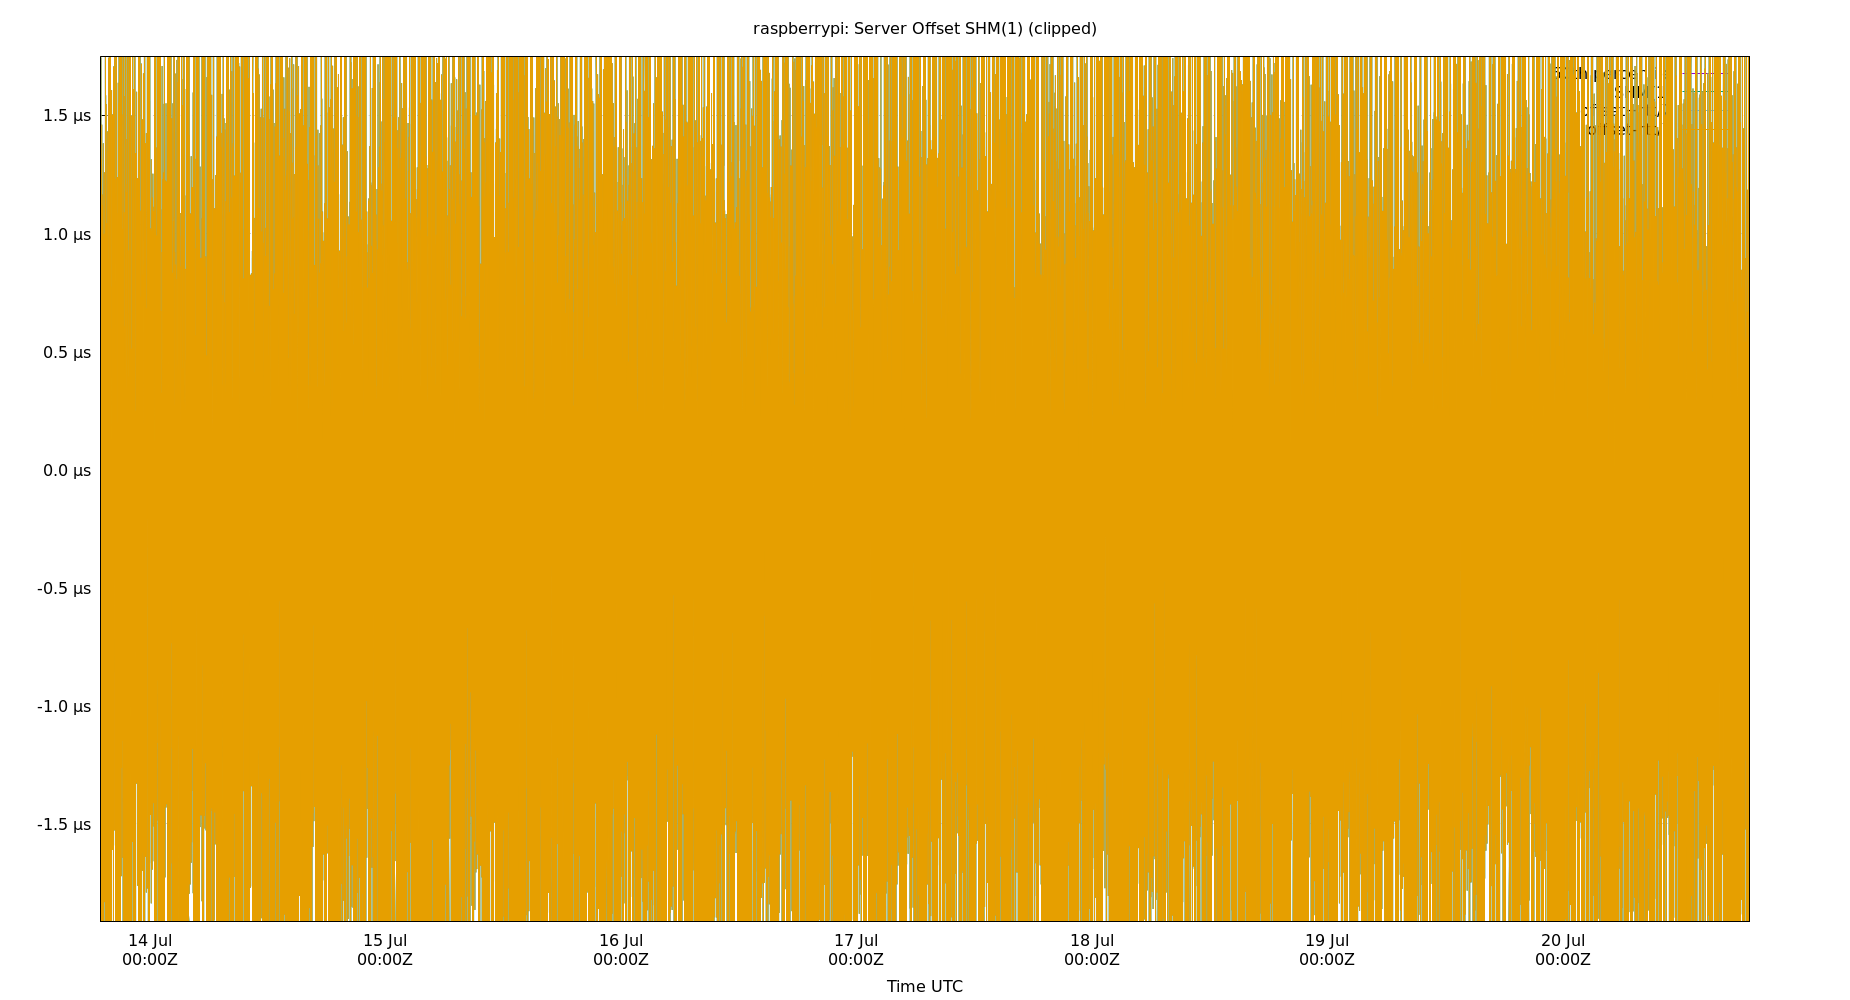 raspberrypi: Server Offset SHM(1) (clipped)
1.5 µs
1.0 µs
0.5 µs
0.0 µs
-0.5 µs
-1.0 µs
-1.5 µs
14 Jul 15 Jul 16 Jul 17 Jul 18 Jul 19 Jul 20 Jul
00:00Z 00:00Z 00:00Z 00:00Z 00:00Z 00:00Z 00:00Z
Time UTC